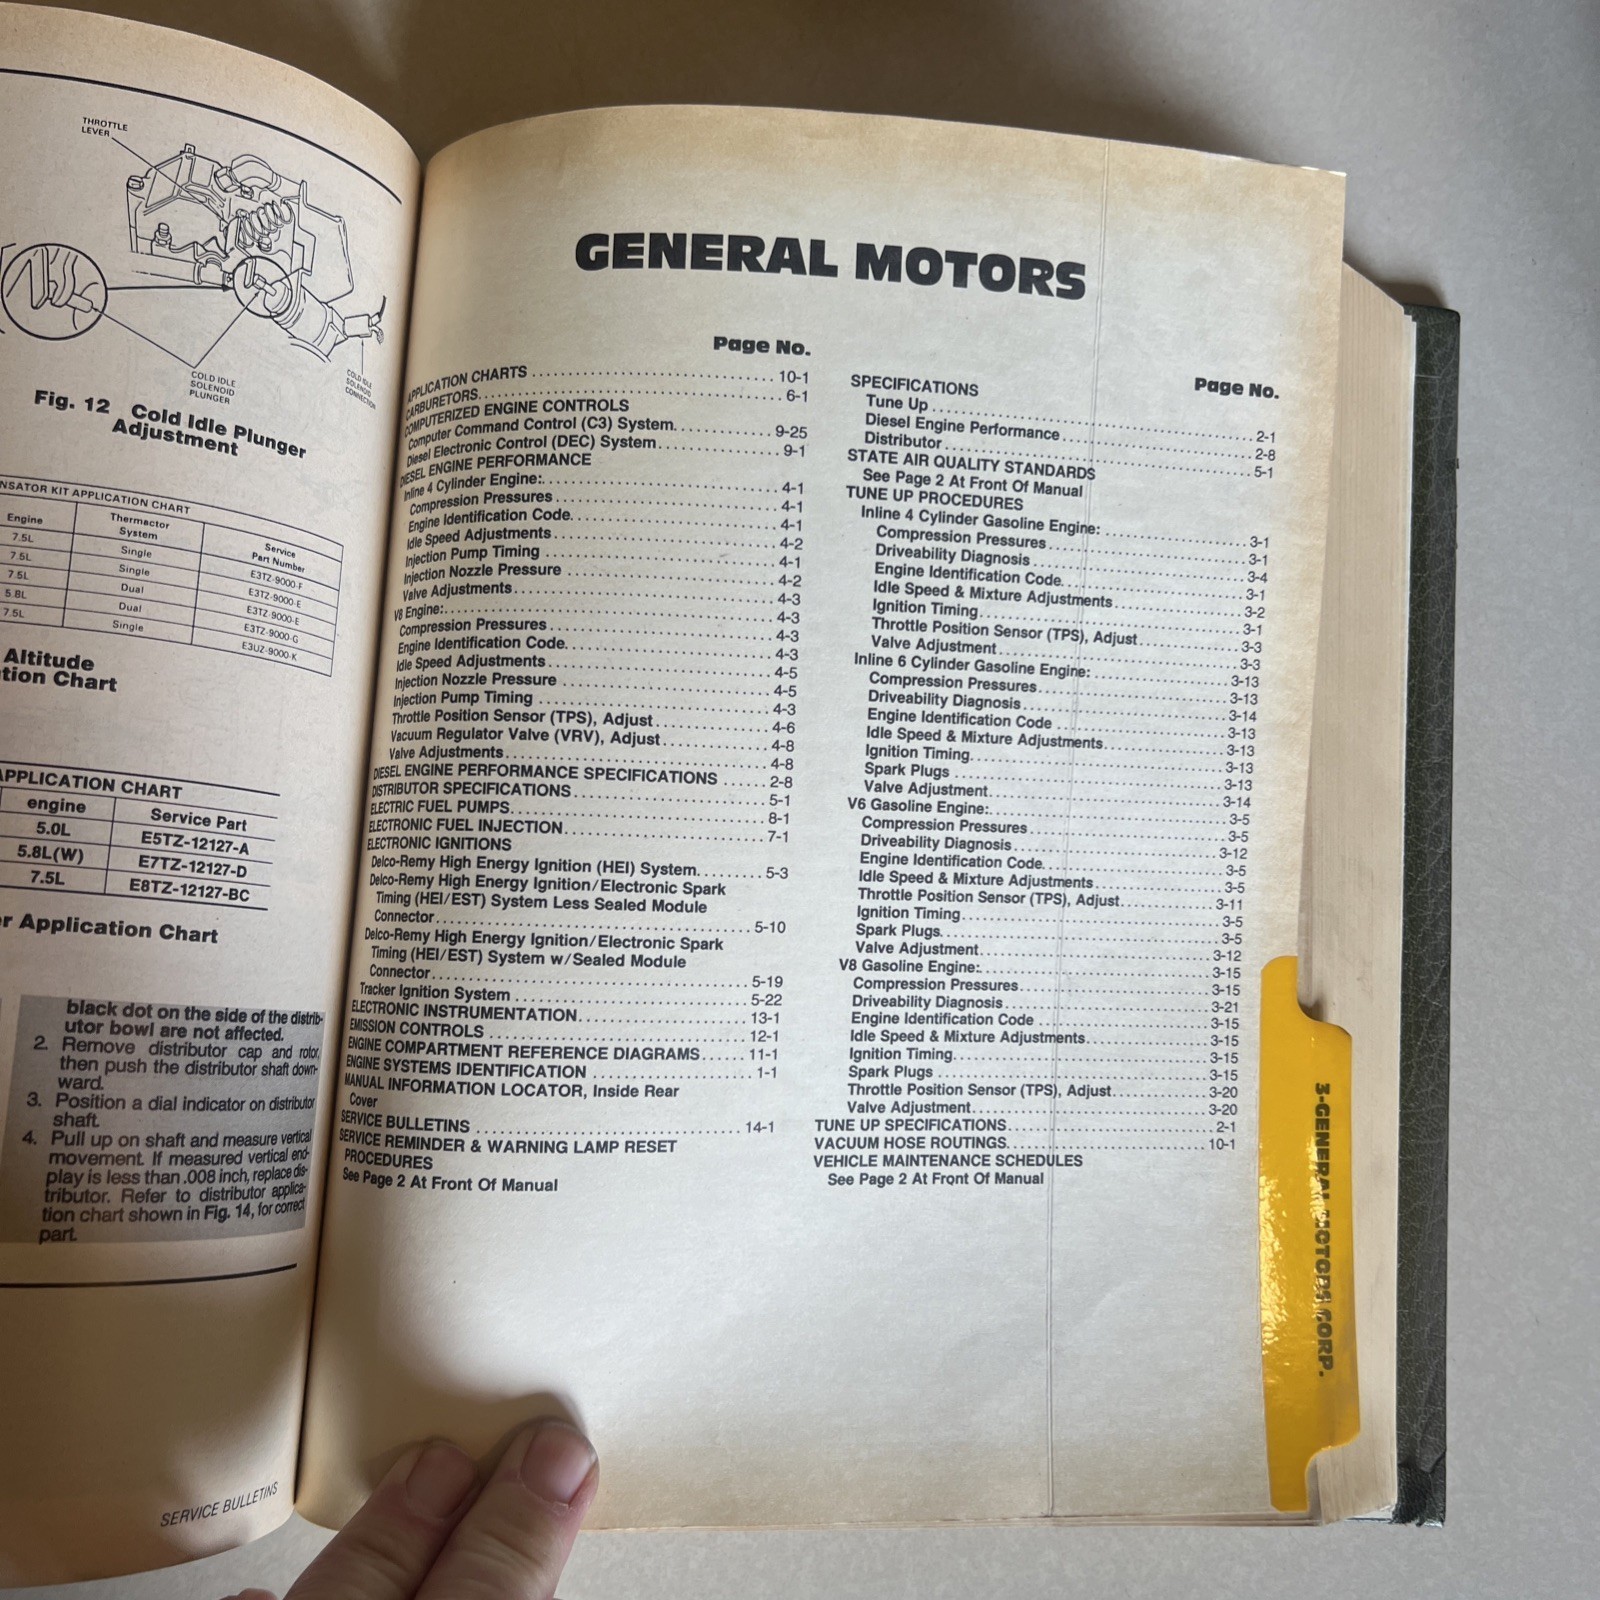 THROTTLE
LEVER
COLD IDLE
SOLENOID
PLUNGER
COLD IDLE
SOLENOID
CONNECTION
Fig. 12 Cold Idle Plunger
Adjustment
KIT APPLICATION CHART
Engine Thermactor System Service Part Number
7.5L Single E3TZ-9000-F
7.5L Single E3TZ-9000-E
7.5L Dual E3TZ-9000-E
5.8L Dual E3TZ-9000-G
7.5L Single E3UZ-9000-K
Altitude
Chart
APPLICATION CHART
engine Service Part
5.0L E5TZ-12127-A
5.8L(W) E7TZ-12127-D
7.5L E8TZ-12127-BC
Application Chart
black dot on the side of the distrib-
utor bowl are not affected.
2. Remove distributor cap and rotor,
then push the distributor shaft down-
ward.
3. Position a dial indicator on distributor
shaft.
4. Pull up on shaft and measure vertical
movement. If measured vertical end-
play is less than .008 inch, replace dis-
tributor. Refer to distributor applica-
tion chart shown in Fig. 14, for correct
part.
SERVICE BULLETINS
GENERAL MOTORS
Page No.
APPLICATION CHARTS 10-1
CARBURETORS 6-1
COMPUTERIZED ENGINE CONTROLS
Computer Command Control (C3) System 9-25
Diesel Electronic Control (DEC) System 9-1
DIESEL ENGINE PERFORMANCE
Inline 4 Cylinder Engine: 4-1
Compression Pressures 4-1
Engine Identification Code 4-1
Idle Speed Adjustments 4-2
Injection Pump Timing 4-1
Injection Nozzle Pressure 4-2
Valve Adjustments 4-3
V8 Engine: 4-3
Compression Pressures 4-3
Engine Identification Code 4-3
Idle Speed Adjustments 4-5
Injection Nozzle Pressure 4-5
Injection Pump Timing 4-3
Throttle Position Sensor (TPS), Adjust 4-6
Vacuum Regulator Valve (VRV), Adjust 4-8
Valve Adjustments 4-8
DIESEL ENGINE PERFORMANCE SPECIFICATIONS 2-8
DISTRIBUTOR SPECIFICATIONS 5-1
ELECTRIC FUEL PUMPS 8-1
ELECTRONIC FUEL INJECTION 7-1
ELECTRONIC IGNITIONS
Delco-Remy High Energy Ignition (HEI) System 5-3
Delco-Remy High Energy Ignition/Electronic Spark
Timing (HEI/EST) System Less Sealed Module
Connector 5-10
Delco-Remy High Energy Ignition/Electronic Spark
Timing (HEI/EST) System w/Sealed Module
Connector 5-19
Tracker Ignition System 5-22
ELECTRONIC INSTRUMENTATION 13-1
EMISSION CONTROLS 12-1
ENGINE COMPARTMENT REFERENCE DIAGRAMS 11-1
ENGINE SYSTEMS IDENTIFICATION 1-1
MANUAL INFORMATION LOCATOR, Inside Rear
Cover
SERVICE BULLETINS 14-1
SERVICE REMINDER & WARNING LAMP RESET
PROCEDURES
See Page 2 At Front Of Manual
Page No.
SPECIFICATIONS
Tune Up 2-1
Diesel Engine Performance 2-8
Distributor 5-1
STATE AIR QUALITY STANDARDS
See Page 2 At Front Of Manual
TUNE UP PROCEDURES
Inline 4 Cylinder Gasoline Engine: 3-1
Compression Pressures 3-1
Driveability Diagnosis 3-4
Engine Identification Code 3-1
Idle Speed & Mixture Adjustments 3-2
Ignition Timing 3-1
Throttle Position Sensor (TPS), Adjust 3-3
Valve Adjustment 3-3
Inline 6 Cylinder Gasoline Engine: 3-13
Compression Pressures 3-13
Driveability Diagnosis 3-14
Engine Identification Code 3-13
Idle Speed & Mixture Adjustments 3-13
Ignition Timing 3-13
Spark Plugs 3-13
Valve Adjustment 3-14
V6 Gasoline Engine: 3-5
Compression Pressures 3-5
Driveability Diagnosis 3-12
Engine Identification Code 3-5
Idle Speed & Mixture Adjustments 3-5
Throttle Position Sensor (TPS), Adjust 3-11
Ignition Timing 3-5
Spark Plugs 3-5
Valve Adjustment 3-12
V8 Gasoline Engine: 3-15
Compression Pressures 3-15
Driveability Diagnosis 3-21
Engine Identification Code 3-15
Idle Speed & Mixture Adjustments 3-15
Ignition Timing 3-15
Spark Plugs 3-15
Throttle Position Sensor (TPS), Adjust 3-20
Valve Adjustment 3-20
TUNE UP SPECIFICATIONS 2-1
VACUUM HOSE ROUTINGS 10-1
VEHICLE MAINTENANCE SCHEDULES
See Page 2 At Front Of Manual
3-GENERAL MOTORS CORP.